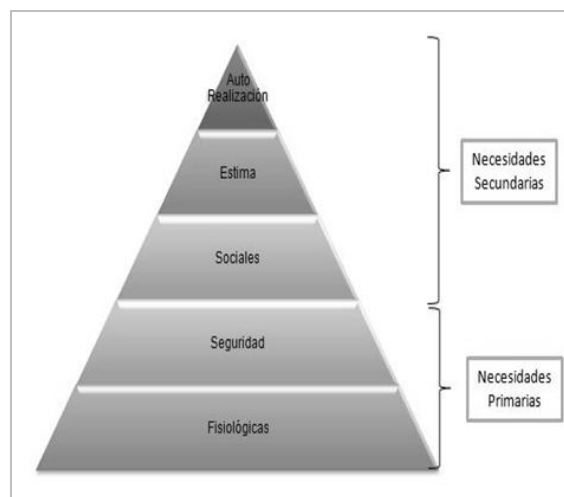 Auto
Realización
Estima
Sociales
Seguridad
Fisiológicas
Necesidades
Secundarias
Necesidades
Primarias